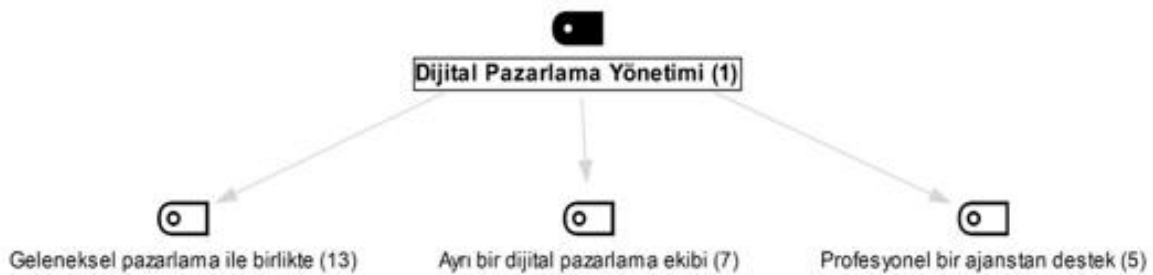 Dijital Pazarlama Yönetimi (1)
Geleneksel pazarlama ile birlikte (13)
Ayrı bir dijital pazarlama ekibi (7)
Profesyonel bir ajanstan destek (5)